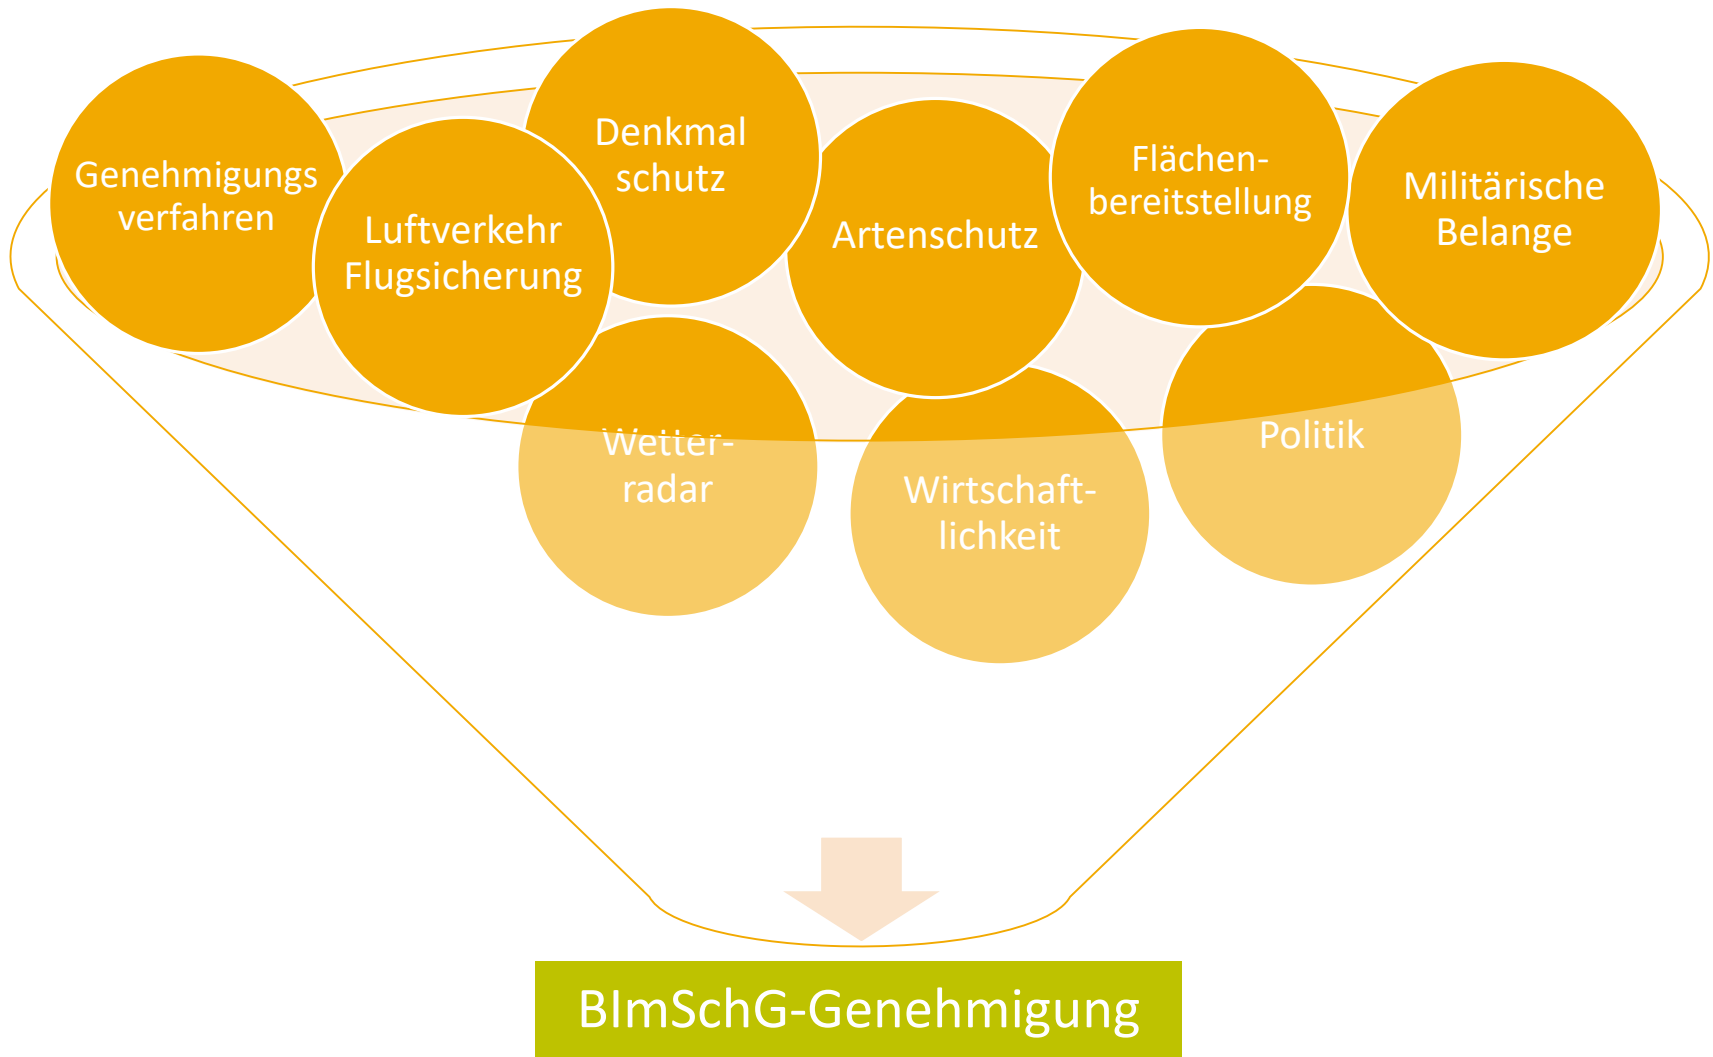 Genehmigungs
verfahren
Luftverkehr
Flugsicherung
Denkmal
schutz
Artenschutz
Flächen-
bereitstellung
Militärische
Belange
Wetter-
radar
Wirtschaft-
lichkeit
Politik
BImSchG-Genehmigung